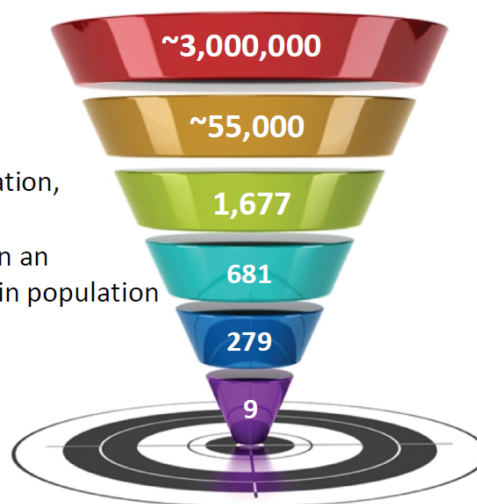 ~3,000,000
~55,000
ation,
1,677
n an
681
in population
279
9